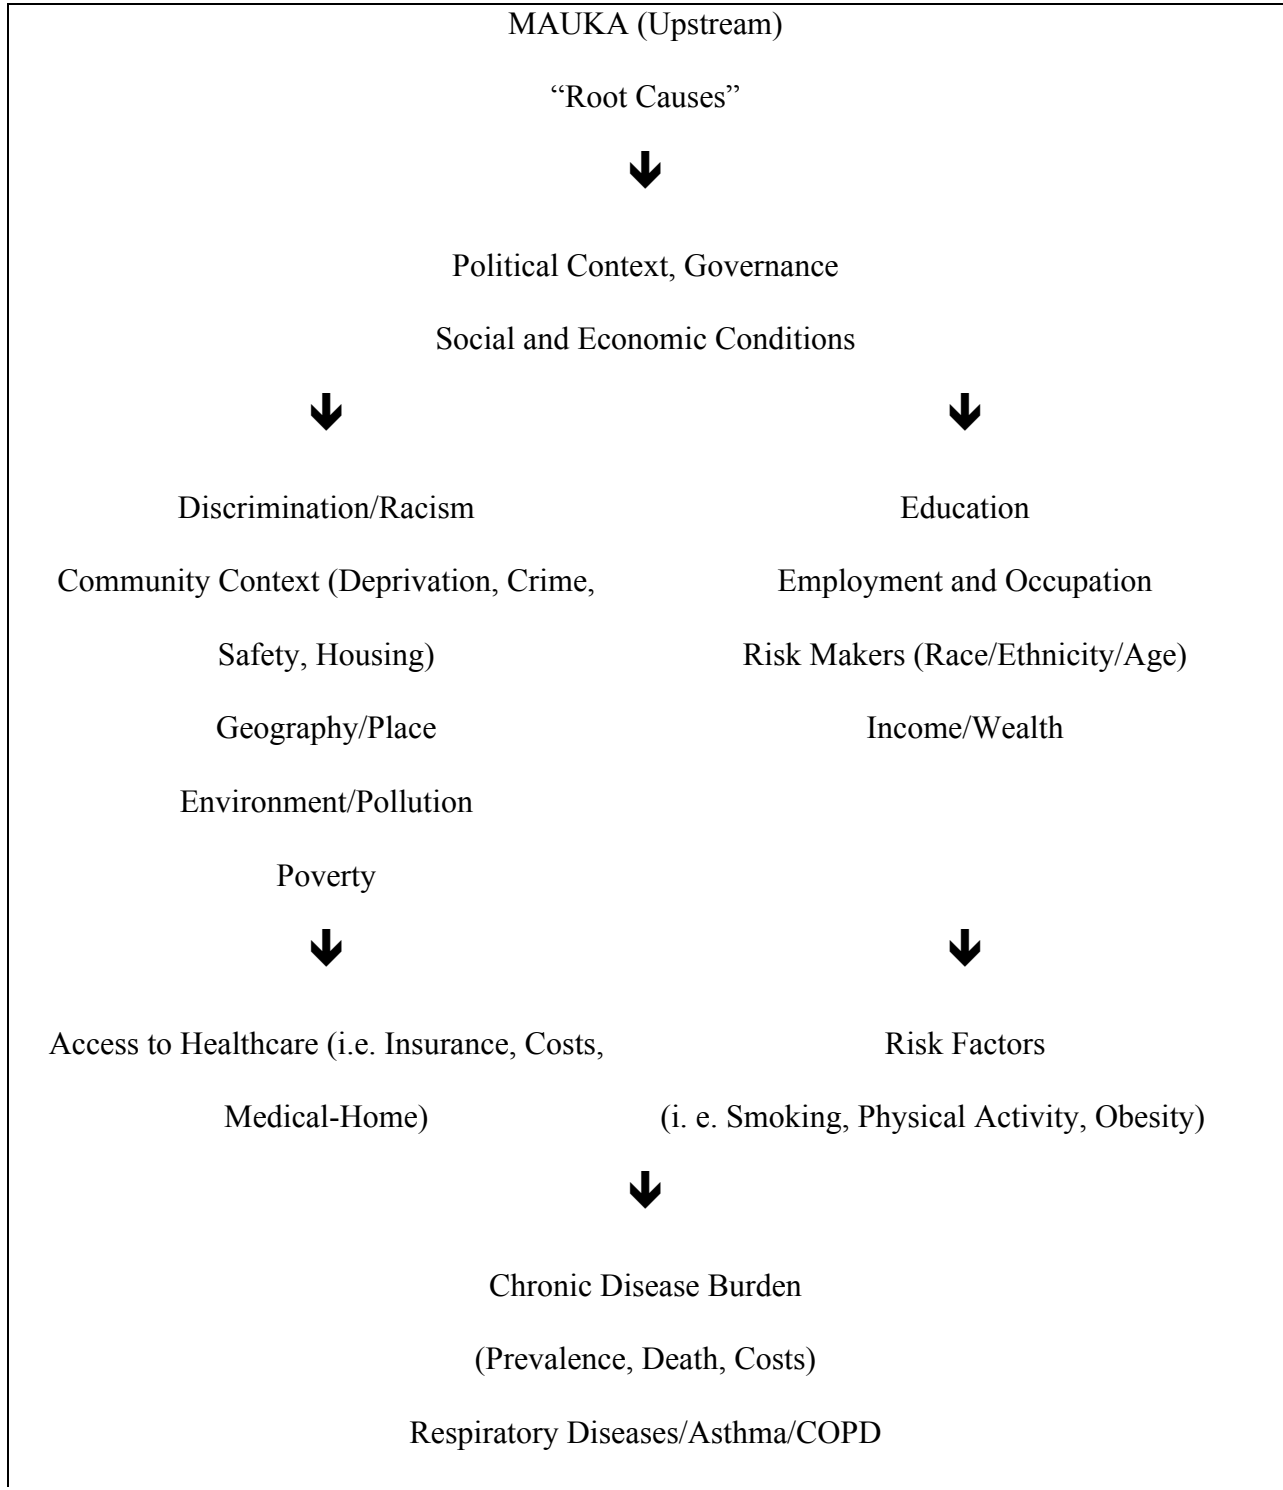 MAUKA (Upstream)
“Root Causes”
Political Context, Governance
Social and Economic Conditions
Discrimination/Racism
Community Context (Deprivation, Crime,
Safety, Housing)
Geography/Place
Environment/Pollution
Poverty
Education
Employment and Occupation
Risk Makers (Race/Ethnicity/Age)
Income/Wealth
Access to Healthcare (i.e. Insurance, Costs,
Medical-Home)
Risk Factors
(i. e. Smoking, Physical Activity, Obesity)
Chronic Disease Burden
(Prevalence, Death, Costs)
Respiratory Diseases/Asthma/COPD